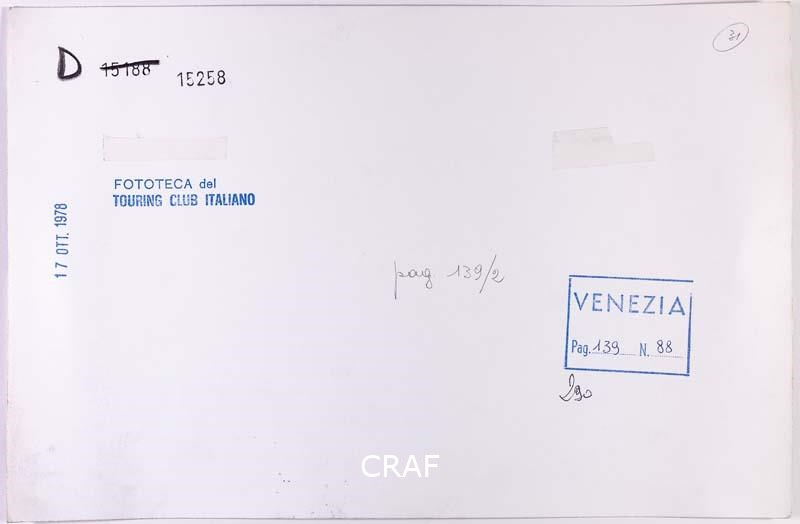 31
D 15188 15258
FOTOTECA del
TOURING CLUB ITALIANO
17 OTT. 1978
pag 139/2
VENEZIA
Pag. 139 N. 88
290
CRAF